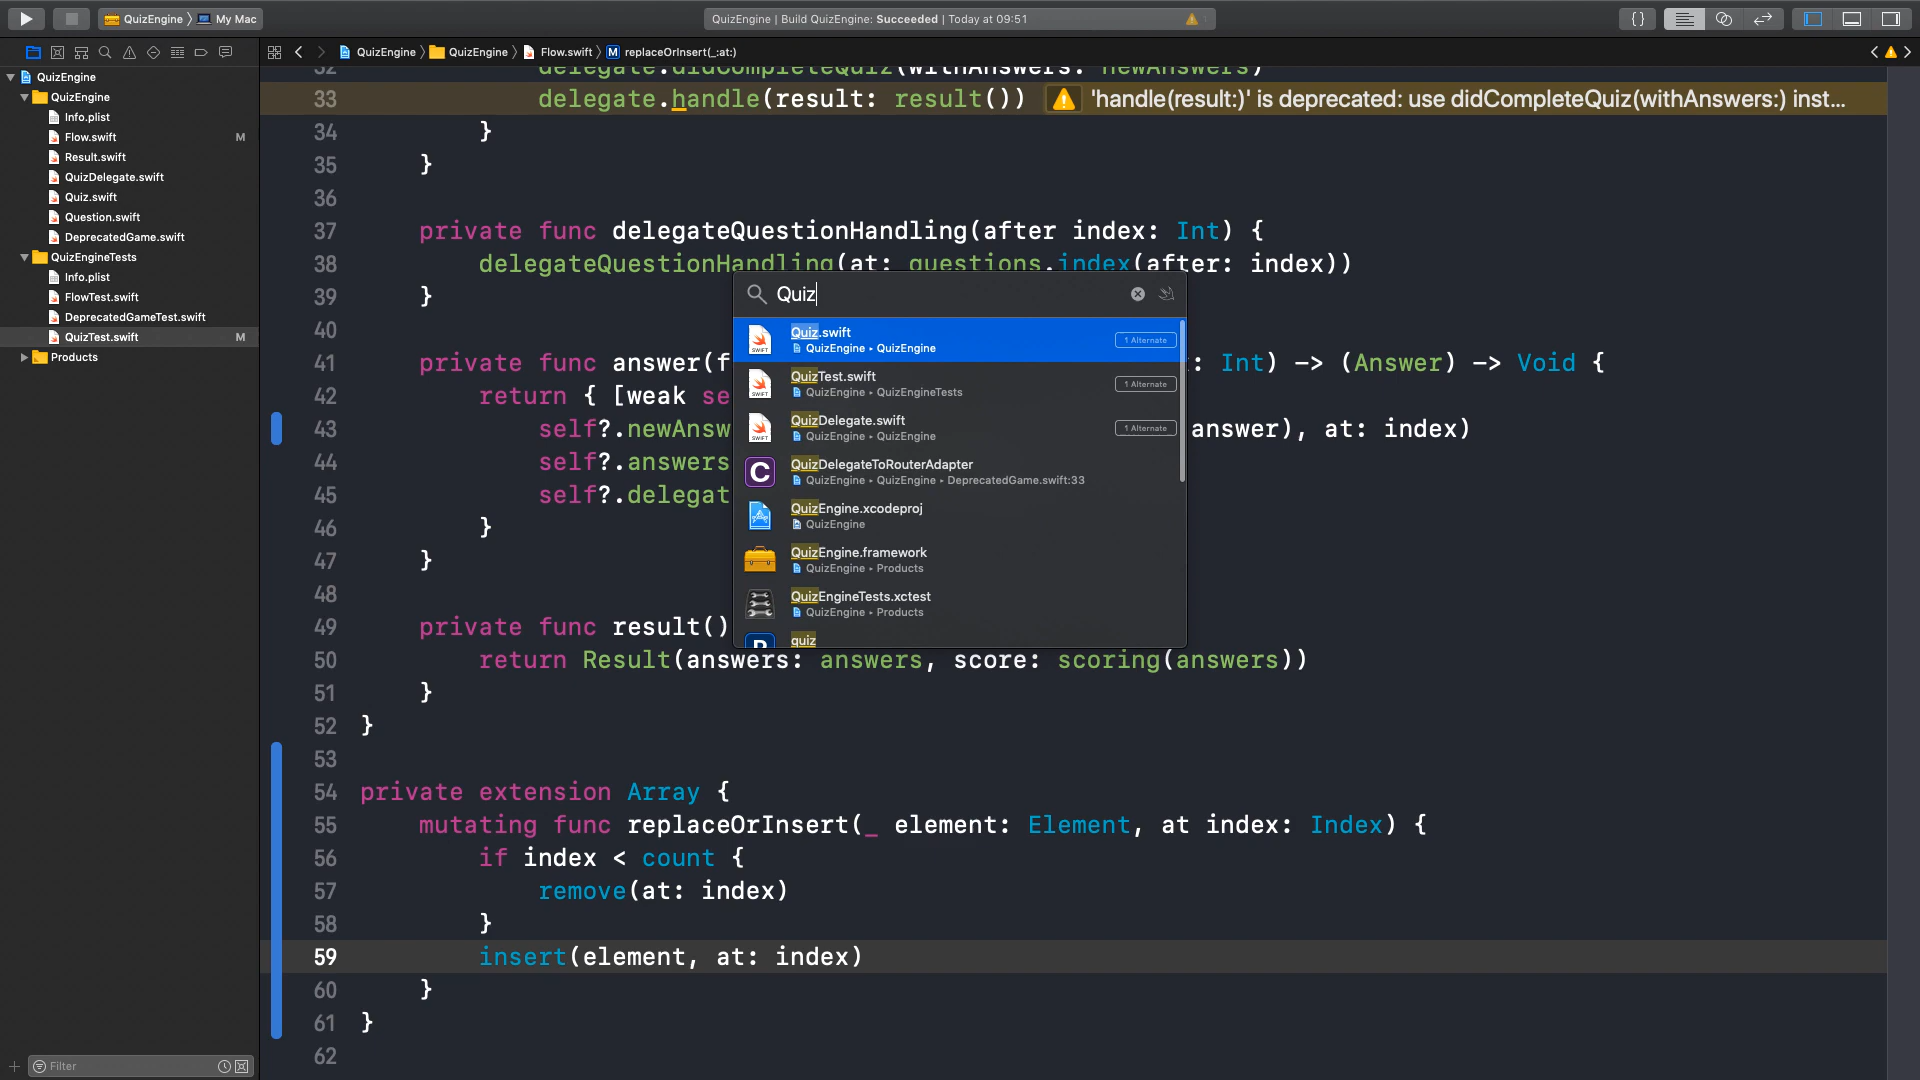 QuizEngine 〉 My Mac
QuizEngine | Build QuizEngine: Succeeded | Today at 09:51
QuizEngine 〉 QuizEngine 〉 Flow.swift 〉 M replaceOrInsert(_:at:)
QuizEngine
QuizEngine
Info.plist
Flow.swift M
Result.swift
QuizDelegate.swift
Quiz.swift
Question.swift
DeprecatedGame.swift
QuizEngineTests
Info.plist
FlowTest.swift
DeprecatedGameTest.swift
QuizTest.swift M
Products
Filter
32 delegate.didCompleteQuiz(withAnswers: newAnswers)
33 delegate.handle(result: result()) 'handle(result:)' is deprecated: use didCompleteQuiz(withAnswers:) inst...
34 }
35 }
36
37 private func delegateQuestionHandling(after index: Int) {
38 delegateQuestionHandling(at: questions.index(after: index))
39 }
40
41 private func answer(f : Int) -> (Answer) -> Void {
42 return { [weak se
43 self?.newAnsw answer), at: index)
44 self?.answers
45 self?.delegat
46 }
47 }
48
49 private func result()
50 return Result(answers: answers, score: scoring(answers))
51 }
52 }
53
54 private extension Array {
55 mutating func replaceOrInsert(_ element: Element, at index: Index) {
56 if index < count {
57 remove(at: index)
58 }
59 insert(element, at: index)
60 }
61 }
62
Quiz
Quiz.swift
QuizEngine ▸ QuizEngine
1 Alternate
QuizTest.swift
QuizEngine ▸ QuizEngineTests
1 Alternate
QuizDelegate.swift
QuizEngine ▸ QuizEngine
1 Alternate
C QuizDelegateToRouterAdapter
QuizEngine ▸ QuizEngine ▸ DeprecatedGame.swift:33
QuizEngine.xcodeproj
QuizEngine
QuizEngine.framework
QuizEngine ▸ Products
QuizEngineTests.xctest
QuizEngine ▸ Products
quiz